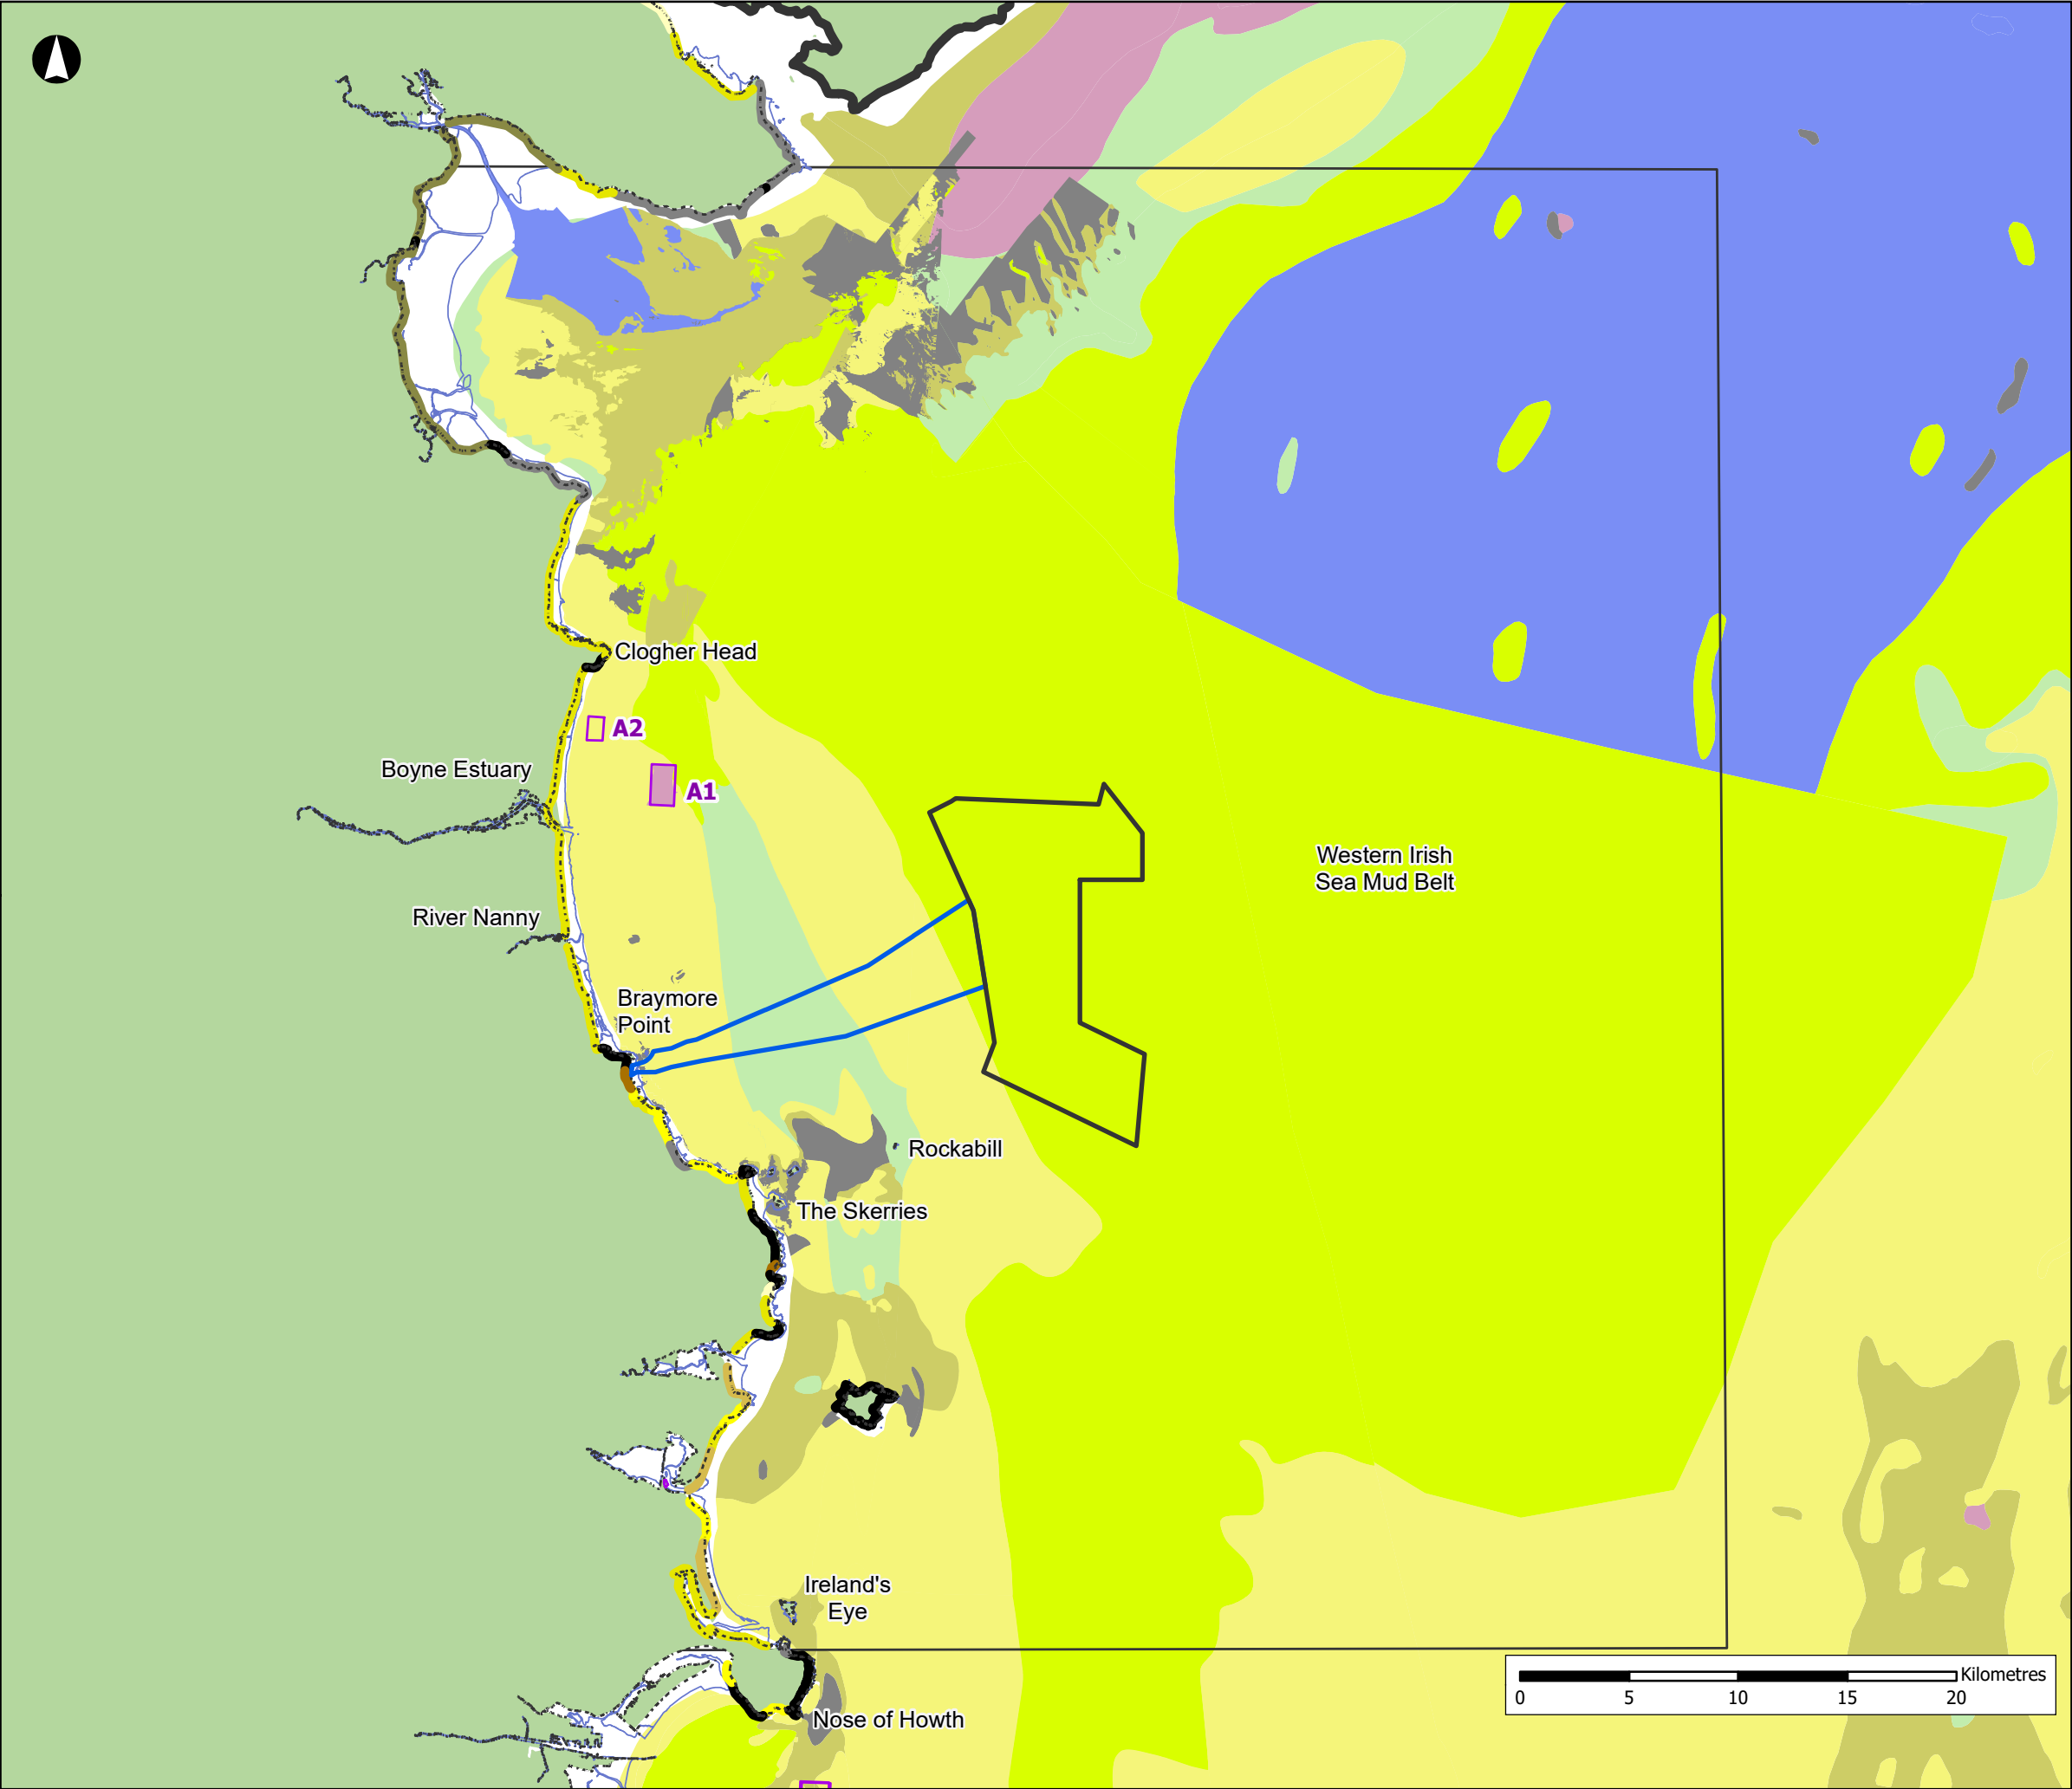 Clogher Head
A2
Boyne Estuary
A1
Western Irish
Sea Mud Belt
River Nanny
Braymore
Point
Rockabill
The Skerries
Ireland's
Eye
Kilometres
0 5 10 15 20
Nose of Howth